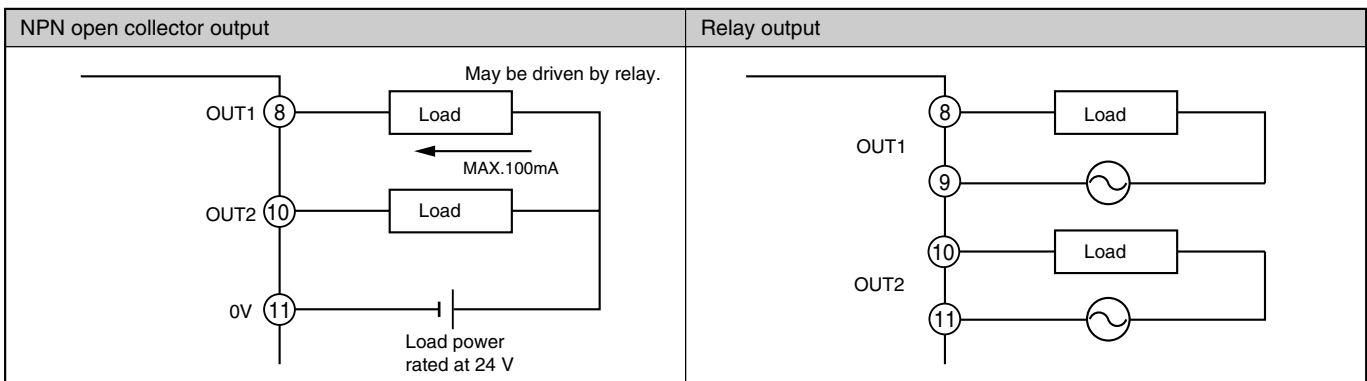 NPN open collector output
May be driven by relay.
OUT1 8 Load
MAX.100mA
OUT2 10 Load
0V 11
Load power
rated at 24 V
Relay output
8 Load
OUT1
9
10 Load
OUT2
11